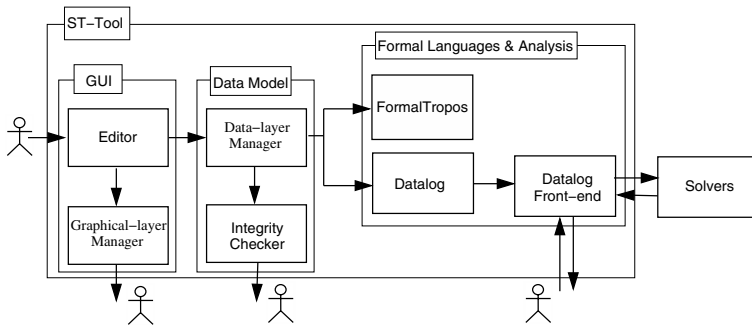 ST-Tool
Formal Languages & Analysis
GUI
Data Model
FormalTropos
Editor
Data-layer
Manager
Datalog
Datalog
Front-end
Solvers
Graphical-layer
Manager
Integrity
Checker